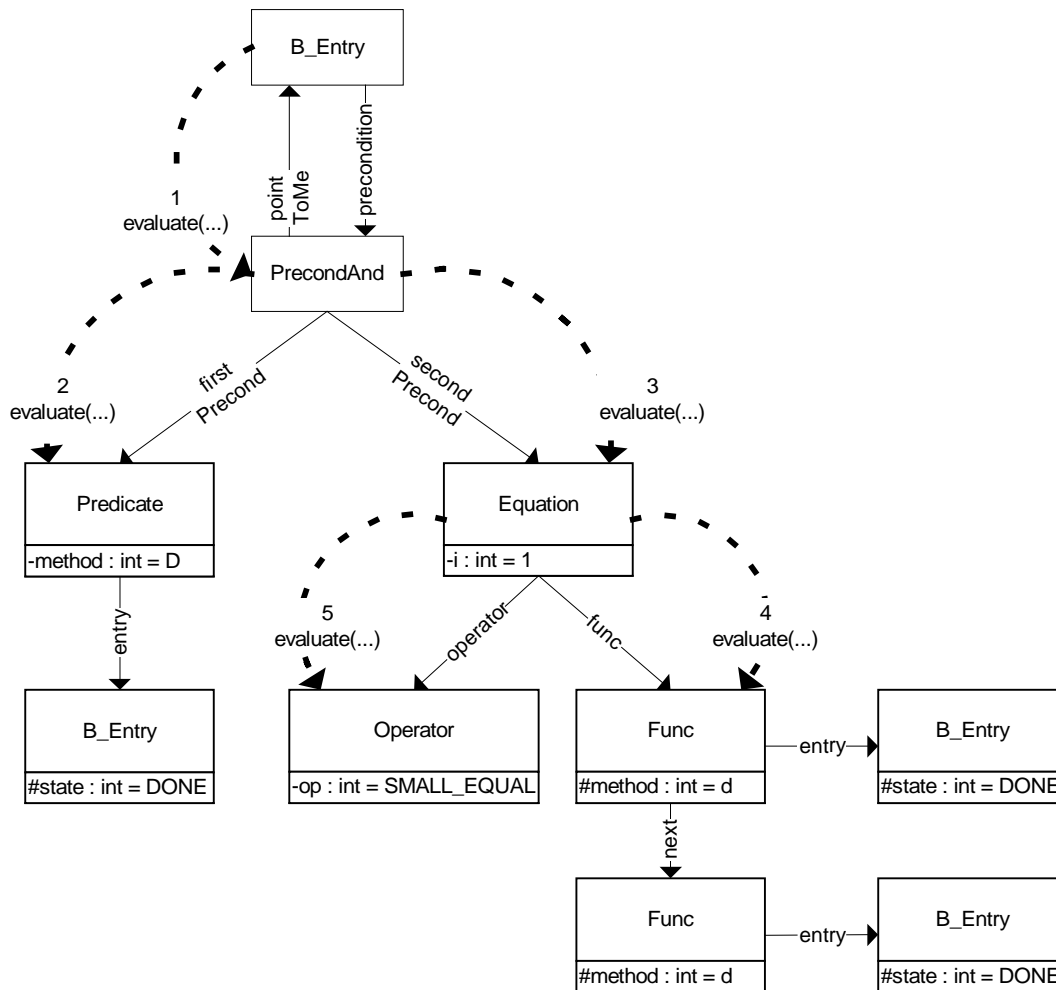 B_Entry
1
evaluate(...)
point
ToMe
precondition
PrecondAnd
2
evaluate(...)
first
Precond
second
Precond
3
evaluate(...)
Predicate
-method : int = D
Equation
-i : int = 1
entry
5
evaluate(...)
operator
func
4
evaluate(...)
B_Entry
#state : int = DONE
Operator
-op : int = SMALL_EQUAL
Func
#method : int = d
entry
B_Entry
#state : int = DONE
next
Func
#method : int = d
entry
B_Entry
#state : int = DONE